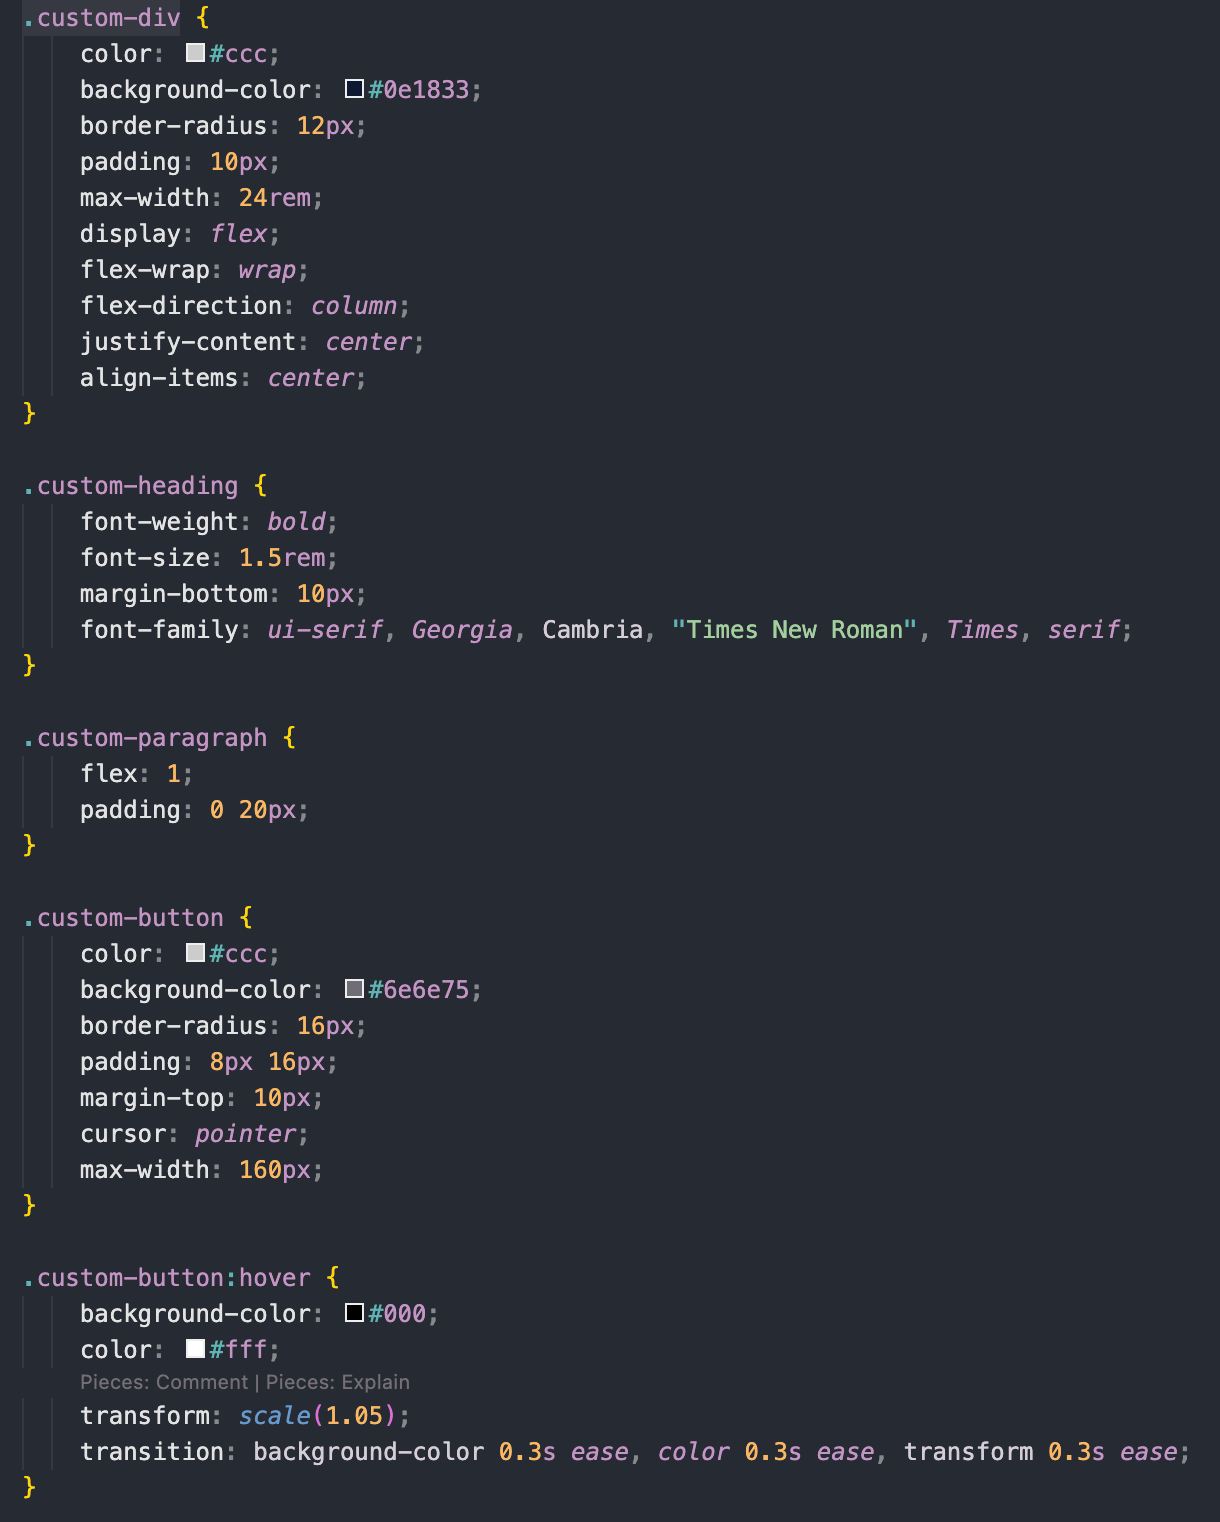 .custom-div {
    color: #ccc;
    background-color: #0e1833;
    border-radius: 12px;
    padding: 10px;
    max-width: 24rem;
    display: flex;
    flex-wrap: wrap;
    flex-direction: column;
    justify-content: center;
    align-items: center;
}

.custom-heading {
    font-weight: bold;
    font-size: 1.5rem;
    margin-bottom: 10px;
    font-family: ui-serif, Georgia, Cambria, "Times New Roman", Times, serif;
}

.custom-paragraph {
    flex: 1;
    padding: 0 20px;
}

.custom-button {
    color: #ccc;
    background-color: #6e6e75;
    border-radius: 16px;
    padding: 8px 16px;
    margin-top: 10px;
    cursor: pointer;
    max-width: 160px;
}

.custom-button:hover {
    background-color: #000;
    color: #fff;
    Pieces: Comment | Pieces: Explain
    transform: scale(1.05);
    transition: background-color 0.3s ease, color 0.3s ease, transform 0.3s ease;
}